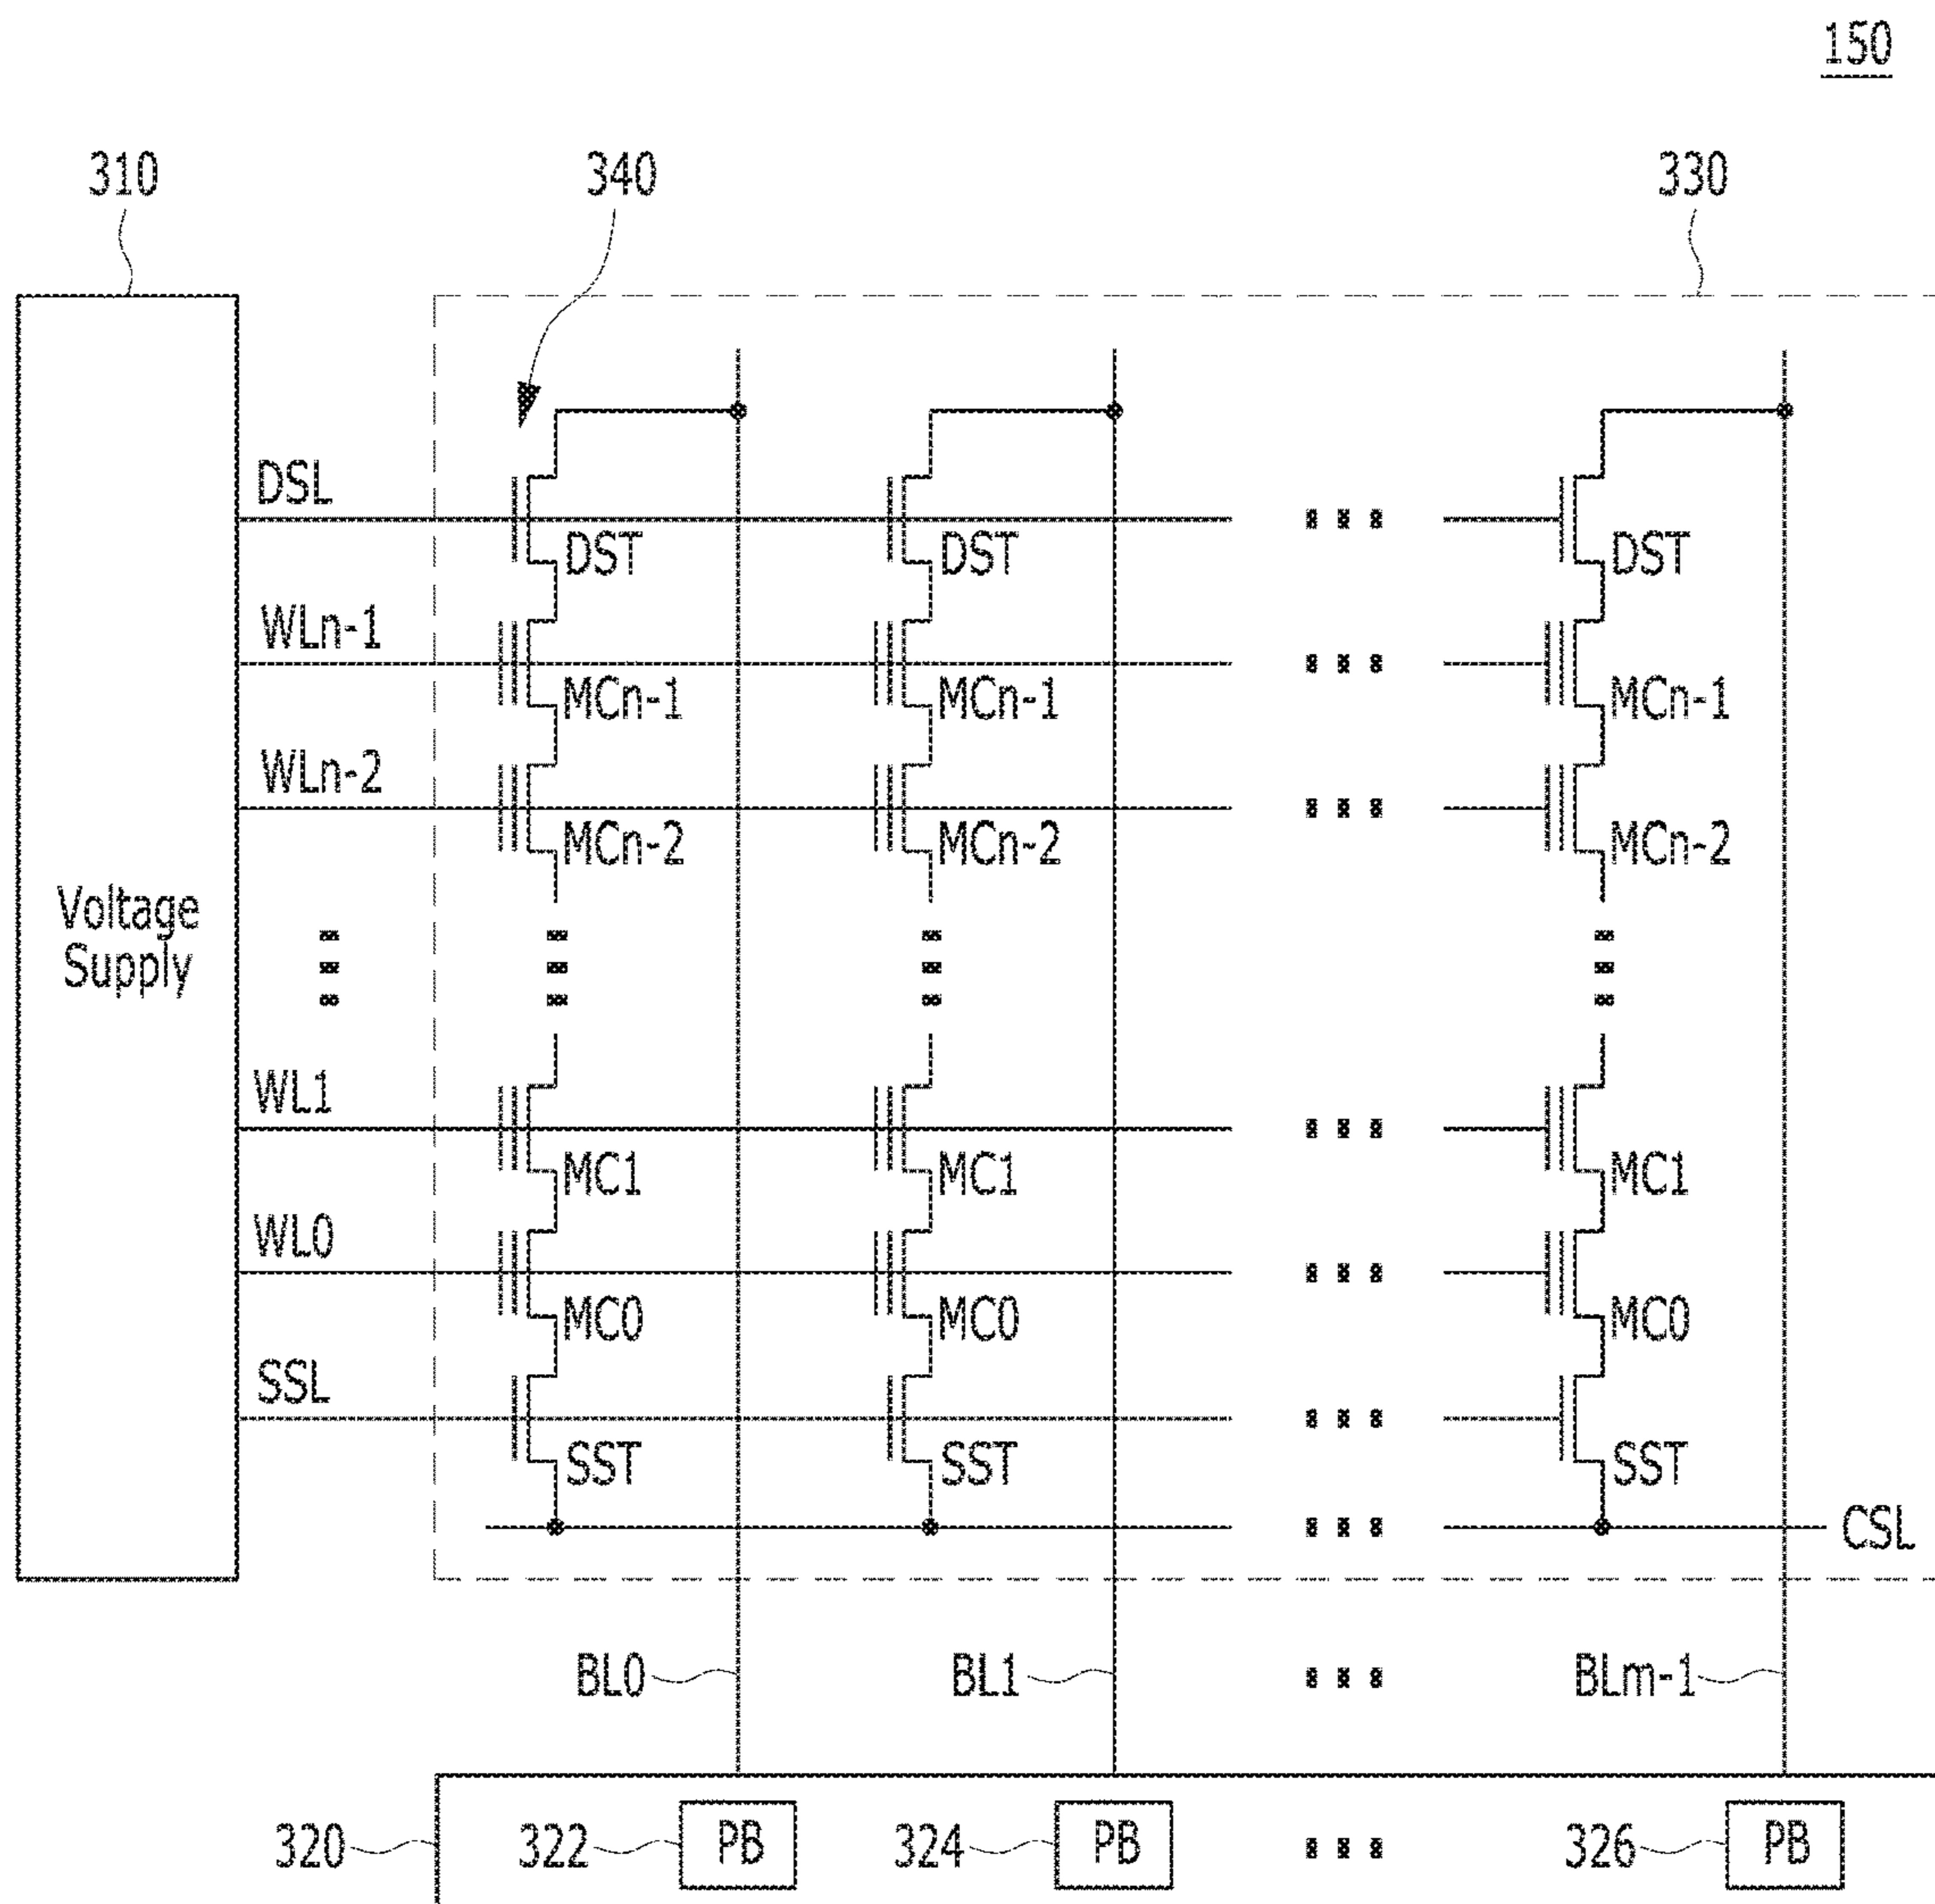 150
310 340 330
DSL
DST DST DST
WLn-1
MCn-1 MCn-1 MCn-1
WLn-2
MCn-2 MCn-2 MCn-2
Voltage
Supply
WL1
MC1 MC1 MC1
WL0
MC0 MC0 MC0
SSL
SST SST SST
CSL
BL0 BL1 BLm-1
320 322 PB 324 PB 326 PB